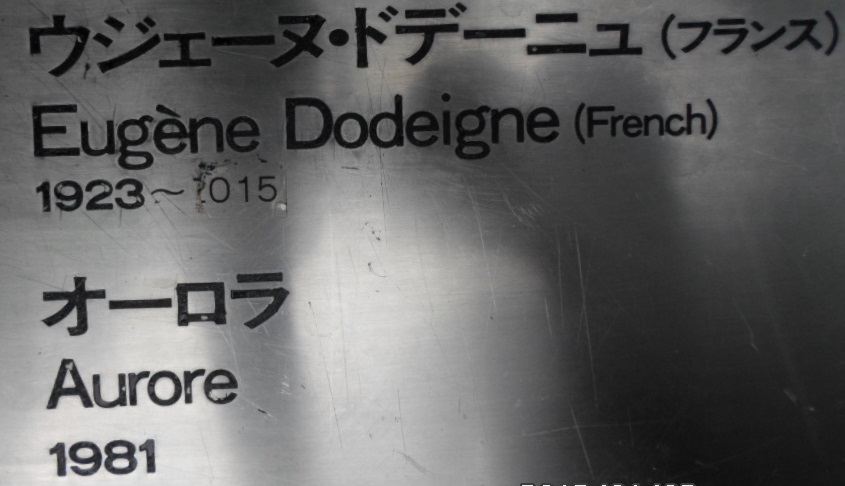 ウジェーヌ・ドデーニュ(フランス)
Eugène Dodeigne (French)
1923〜 015
オーロラ
Aurore
1981